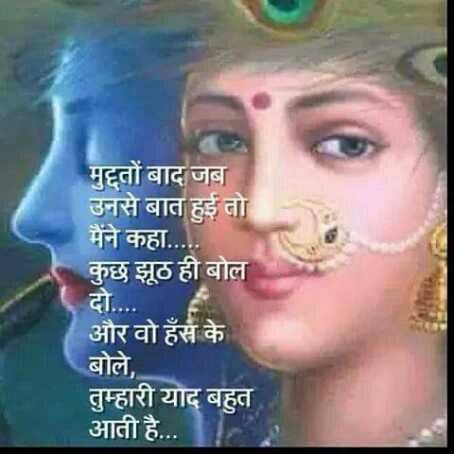 मुद्दतों बाद जब
उनसे बात हुई तो
मैंने कहा.....
कुछ झूठ ही बोल
दो....
और वो हँस के
बोले,
तुम्हारी याद बहुत
आती है...